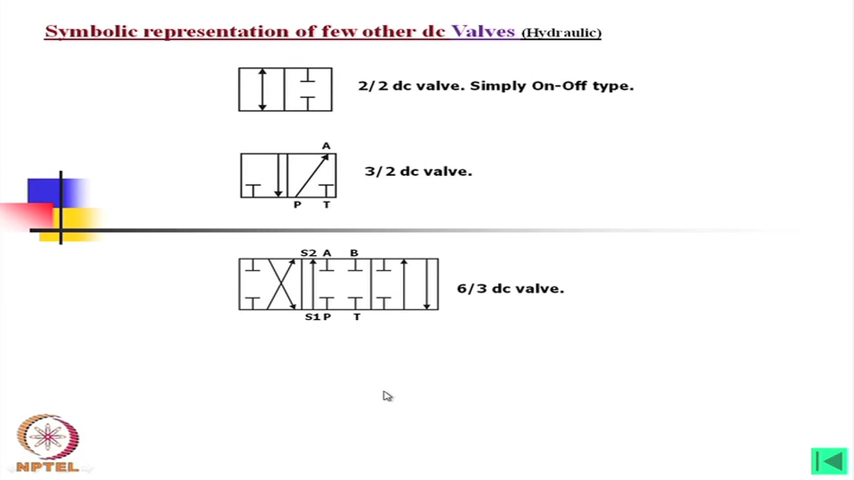 Symbolic representation of few other dc Valves (Hydraulic)
2/2 dc valve. Simply On-Off type.
A
3/2 dc valve.
P T
S2 A B
6/3 dc valve.
S1 P T
NPTEL